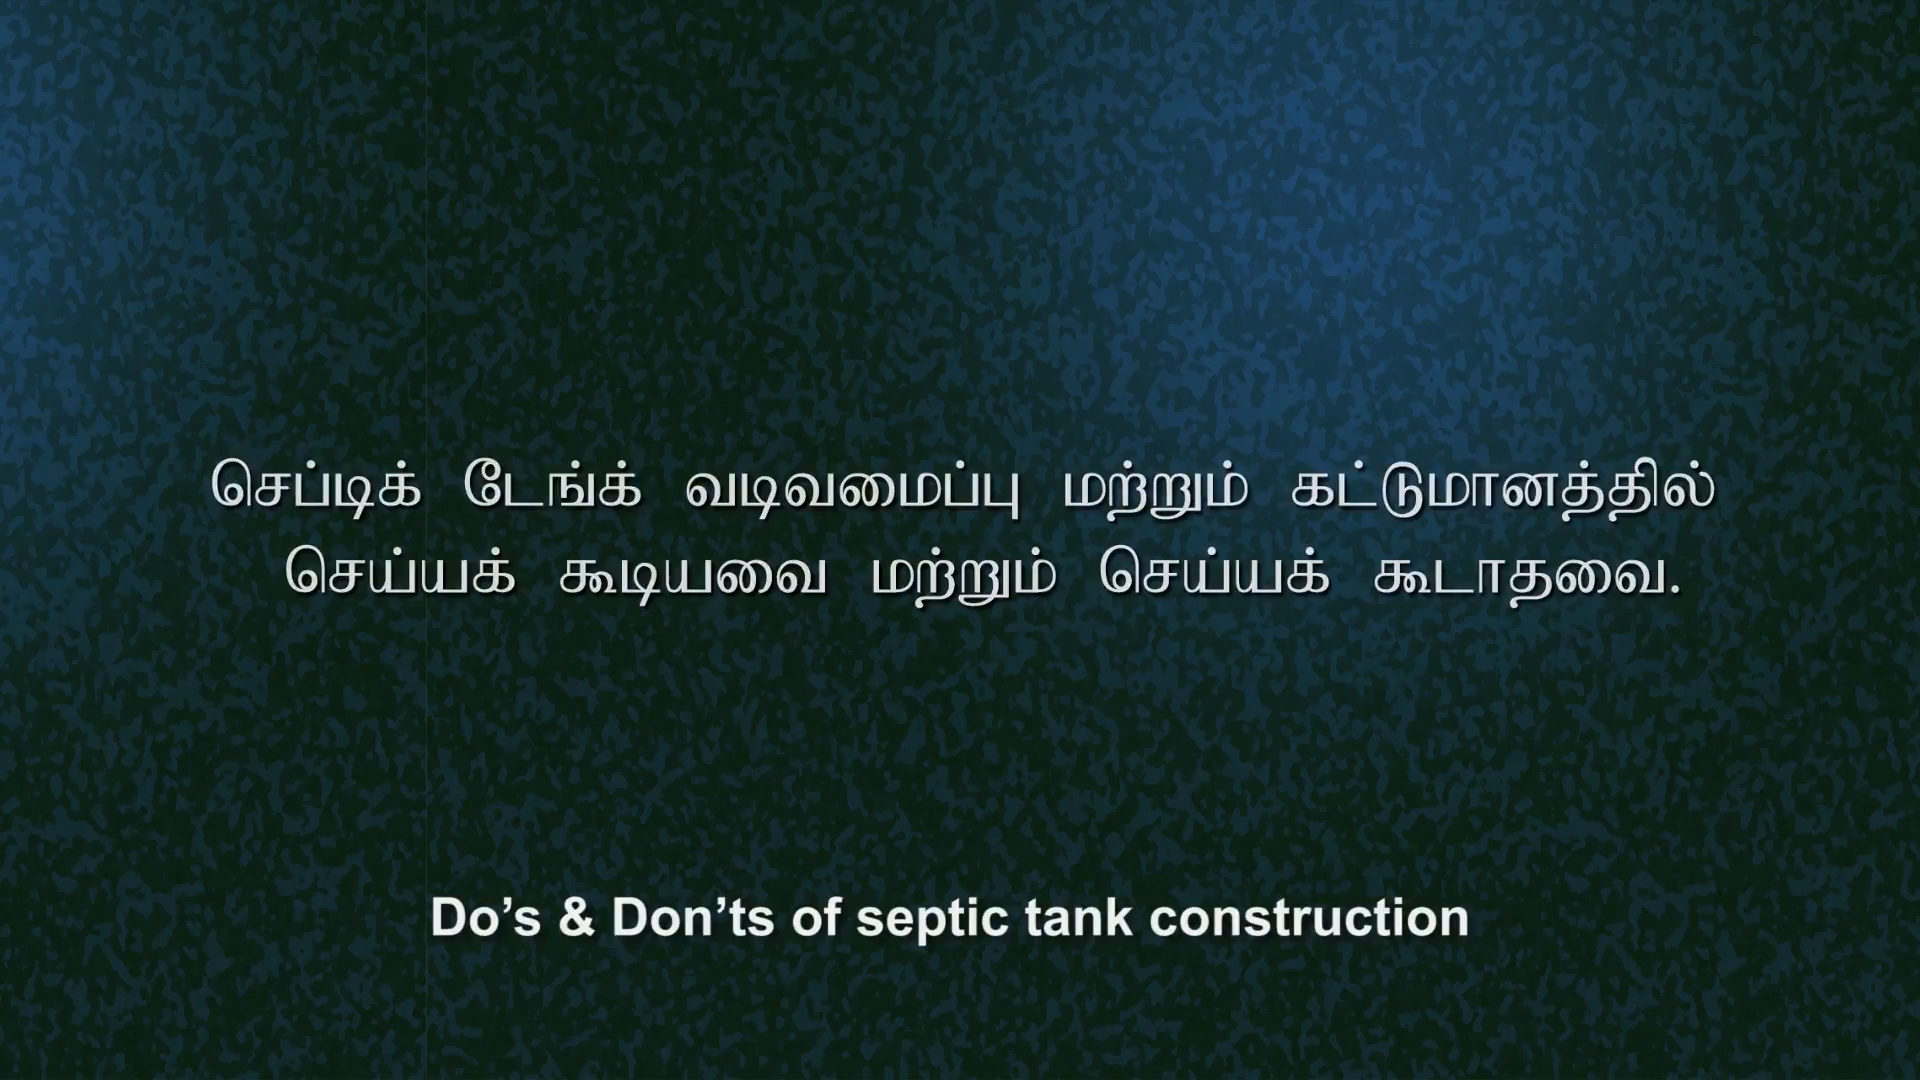 செப்டிக் டேங்க் வடிவமைப்பு மற்றும் கட்டுமானத்தில்
செய்யக் கூடியவை மற்றும் செய்யக் கூடாதவை.
Do’s & Don’ts of septic tank construction